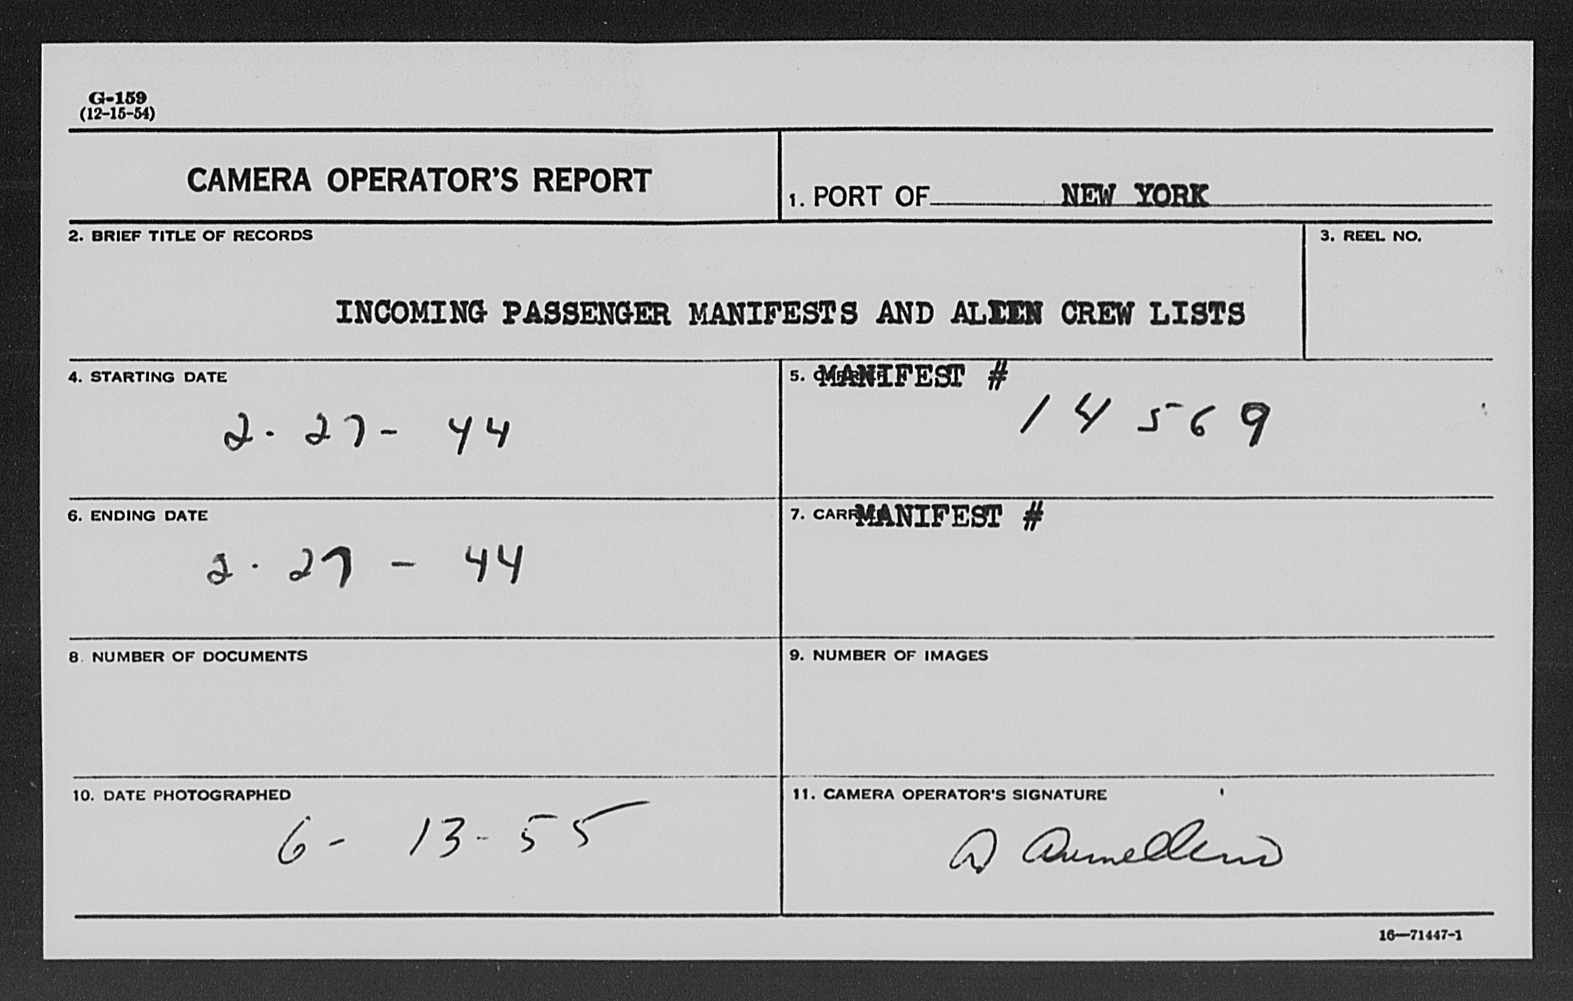 G-159
(12-15-54)
CAMERA OPERATOR'S REPORT
1. PORT OF NEW YORK
2. BRIEF TITLE OF RECORDS
3. REEL NO.
INCOMING PASSENGER MANIFESTS AND ALIEN CREW LISTS
4. STARTING DATE
2. 27- 44
5. MANIFEST #
14569
6. ENDING DATE
2. 27 - 44
7. CARR MANIFEST #
8. NUMBER OF DOCUMENTS
9. NUMBER OF IMAGES
10. DATE PHOTOGRAPHED
6- 13-55
11. CAMERA OPERATOR'S SIGNATURE
16—71447-1